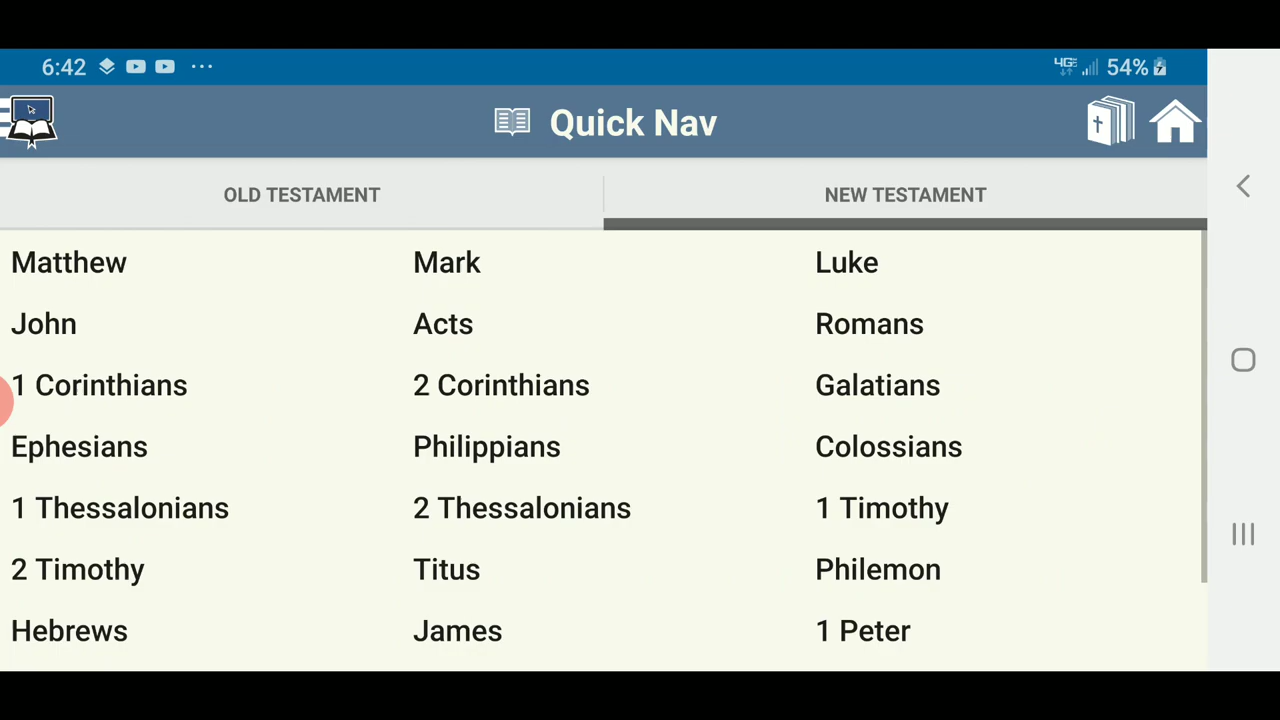 6:42 ... 4GE 54%
Quick Nav
OLD TESTAMENT NEW TESTAMENT
Matthew Mark Luke
John Acts Romans
1 Corinthians 2 Corinthians Galatians
Ephesians Philippians Colossians
1 Thessalonians 2 Thessalonians 1 Timothy
2 Timothy Titus Philemon
Hebrews James 1 Peter